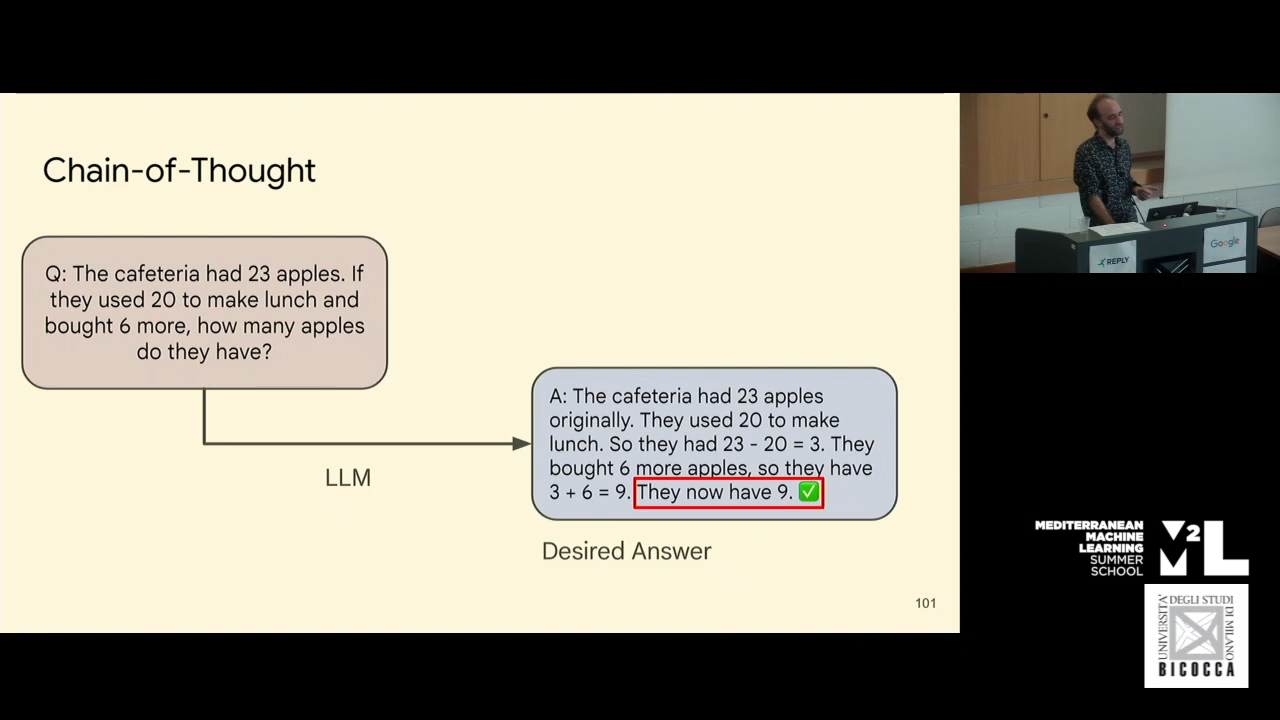 Chain-of-Thought
Q: The cafeteria had 23 apples. If
they used 20 to make lunch and
bought 6 more, how many apples
do they have?
LLM
A: The cafeteria had 23 apples
originally. They used 20 to make
lunch. So they had 23 - 20 = 3. They
bought 6 more apples, so they have
3 + 6 = 9. They now have 9. ✅
Desired Answer
101
REPLY
Google
MEDITERRANEAN
MACHINE
LEARNING
SUMMER
SCHOOL
M2L
UNIVERSITÀ
DEGLI STUDI
DI MILANO
BICOCCA